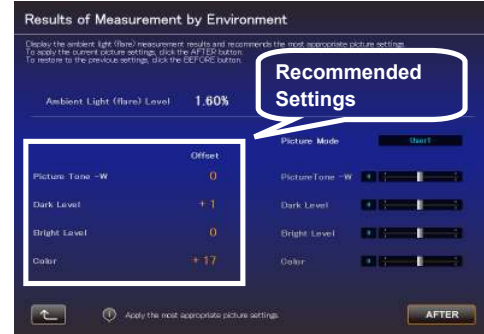 Results of Measurement by Environment
Display the ambient light (flare) measurement results and recommends the most appropriate picture settings.
To apply the current picture settings, click the AFTER button.
To restore to the previous settings, click the BEFORE button.
Recommended
Settings
Ambient Light (flare) Level 1.60%
Picture Mode User1
Offset
Picture Tone -W 0 PictureTone -W
Dark Level + 1 Dark Level
Bright Level 0 Bright Level
Color + 17 Color
Apply the most appropriate picture settings. AFTER